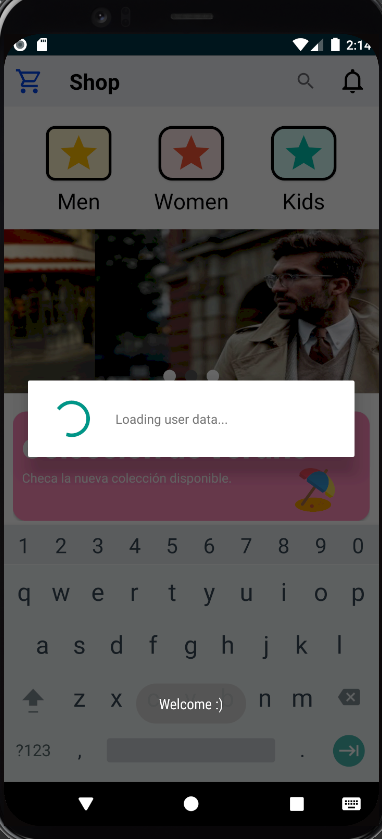 2:14
Shop
Men Women Kids
Loading user data...
Checa la nueva colección disponible.
1 2 3 4 5 6 7 8 9 0
q w e r t y u i o p
a s d f g h j k l
z x n m
Welcome :)
?123 , .